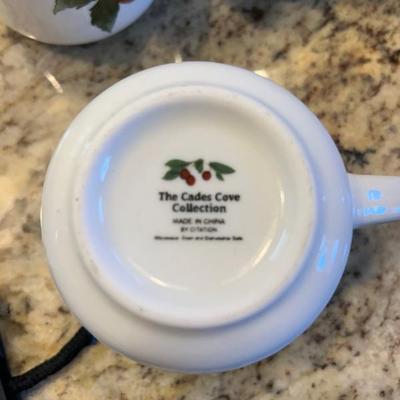 The Cades Cove
Collection
MADE IN CHINA
BY CITATION
Microwave Oven and Dishwasher Safe